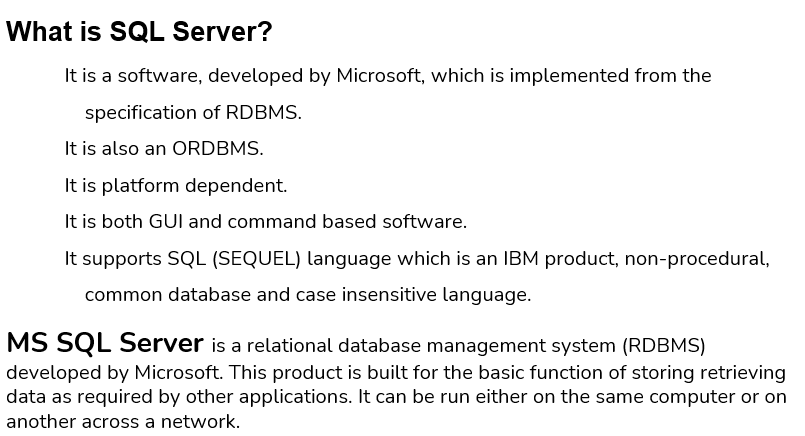 What is SQL Server?
It is a software, developed by Microsoft, which is implemented from the
specification of RDBMS.
It is also an ORDBMS.
It is platform dependent.
It is both GUI and command based software.
It supports SQL (SEQUEL) language which is an IBM product, non-procedural,
common database and case insensitive language.
MS SQL Server is a relational database management system (RDBMS)
developed by Microsoft. This product is built for the basic function of storing retrieving
data as required by other applications. It can be run either on the same computer or on
another across a network.